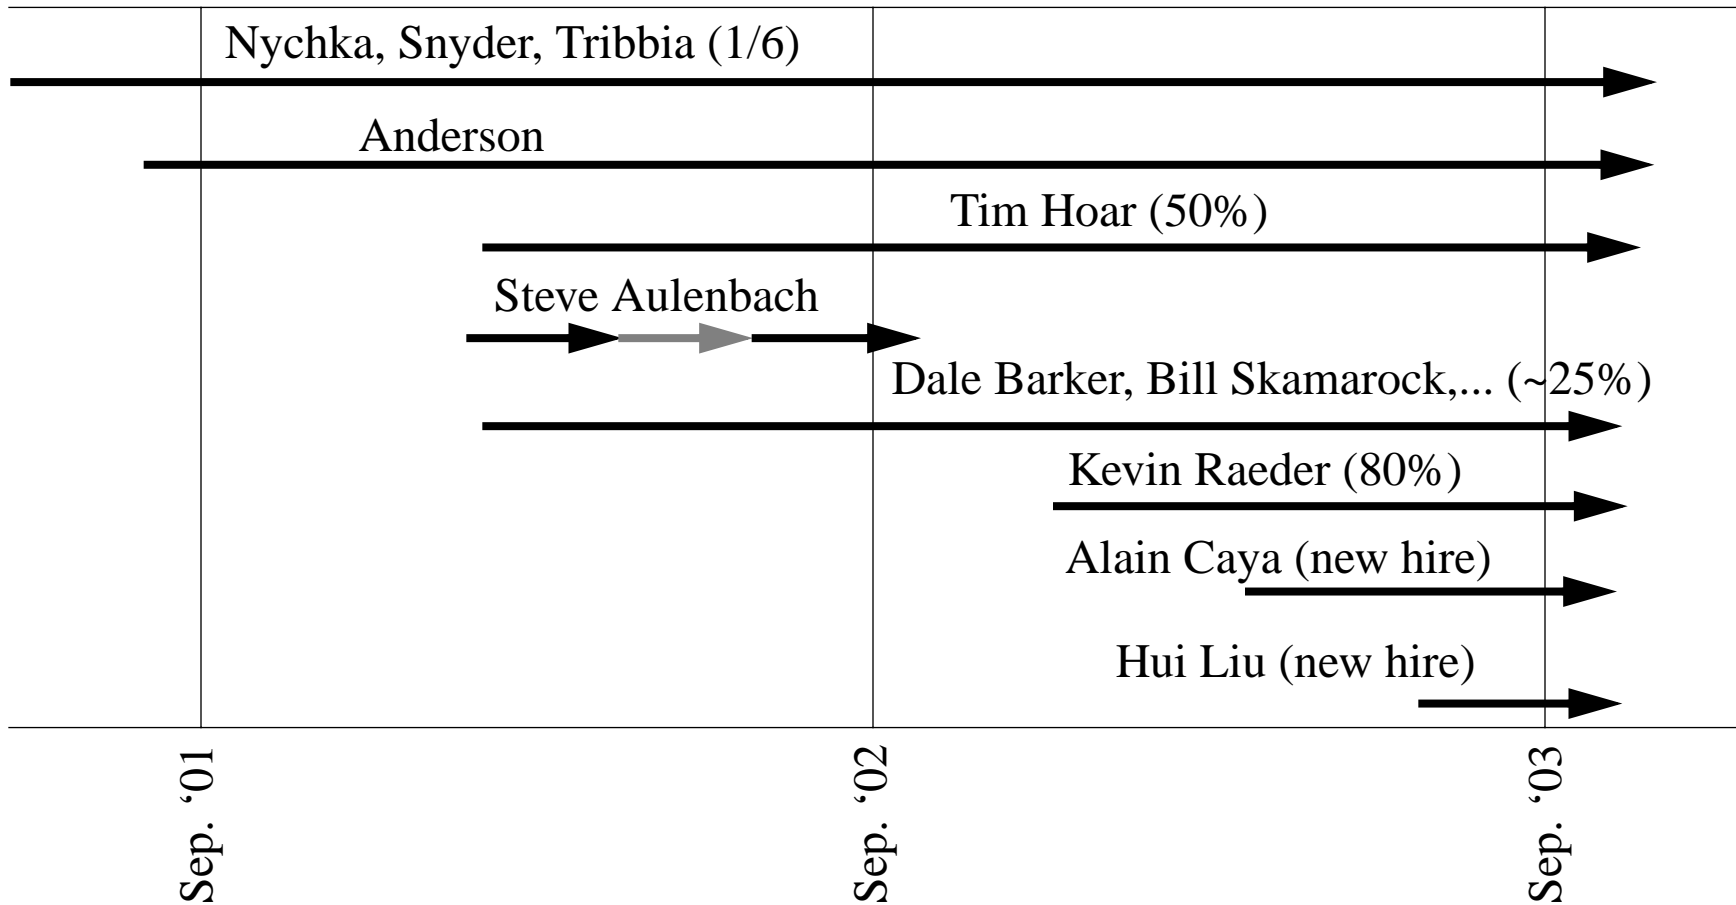 Nychka, Snyder, Tribbia (1/6)
Anderson
Tim Hoar (50%)
Steve Aulenbach
Dale Barker, Bill Skamarock,... (~25%)
Kevin Raeder (80%)
Alain Caya (new hire)
Hui Liu (new hire)
Sep. ‘01
Sep. ‘02
Sep. ‘03